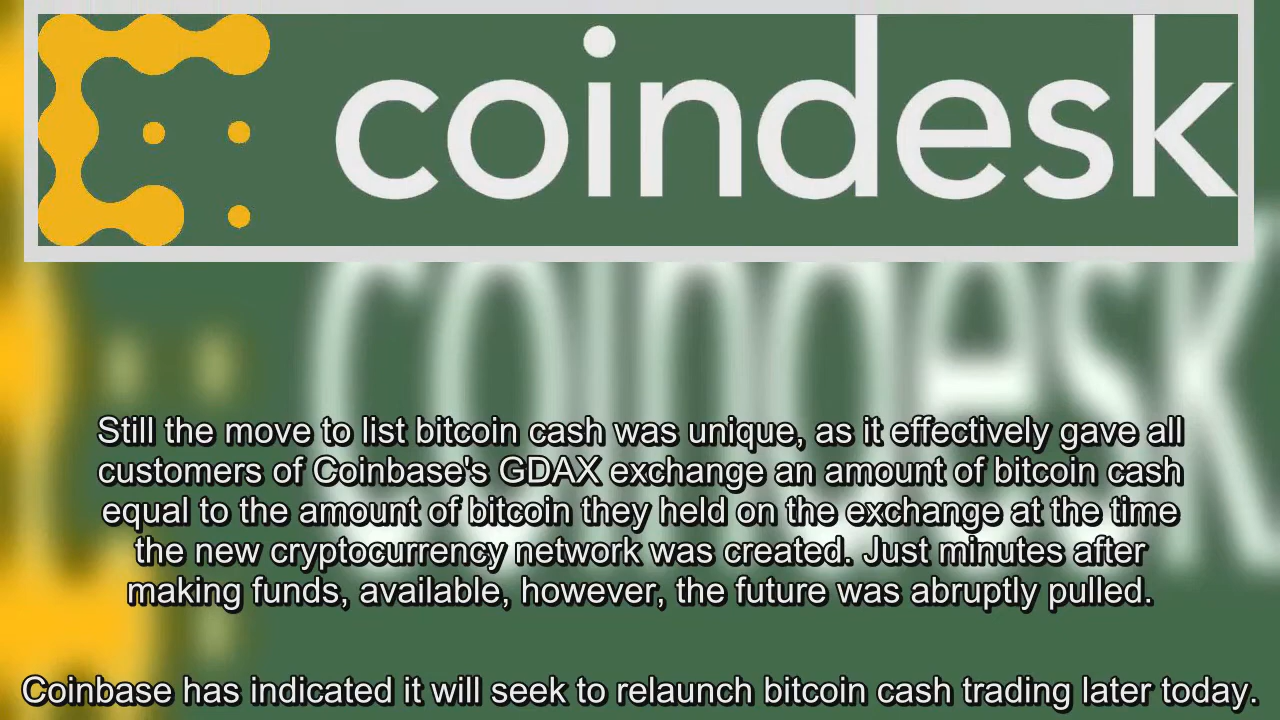 coindesk
coindesk
Still the move to list bitcoin cash was unique, as it effectively gave all
customers of Coinbase's GDAX exchange an amount of bitcoin cash
equal to the amount of bitcoin they held on the exchange at the time
the new cryptocurrency network was created. Just minutes after
making funds, available, however, the future was abruptly pulled.
Coinbase has indicated it will seek to relaunch bitcoin cash trading later today.